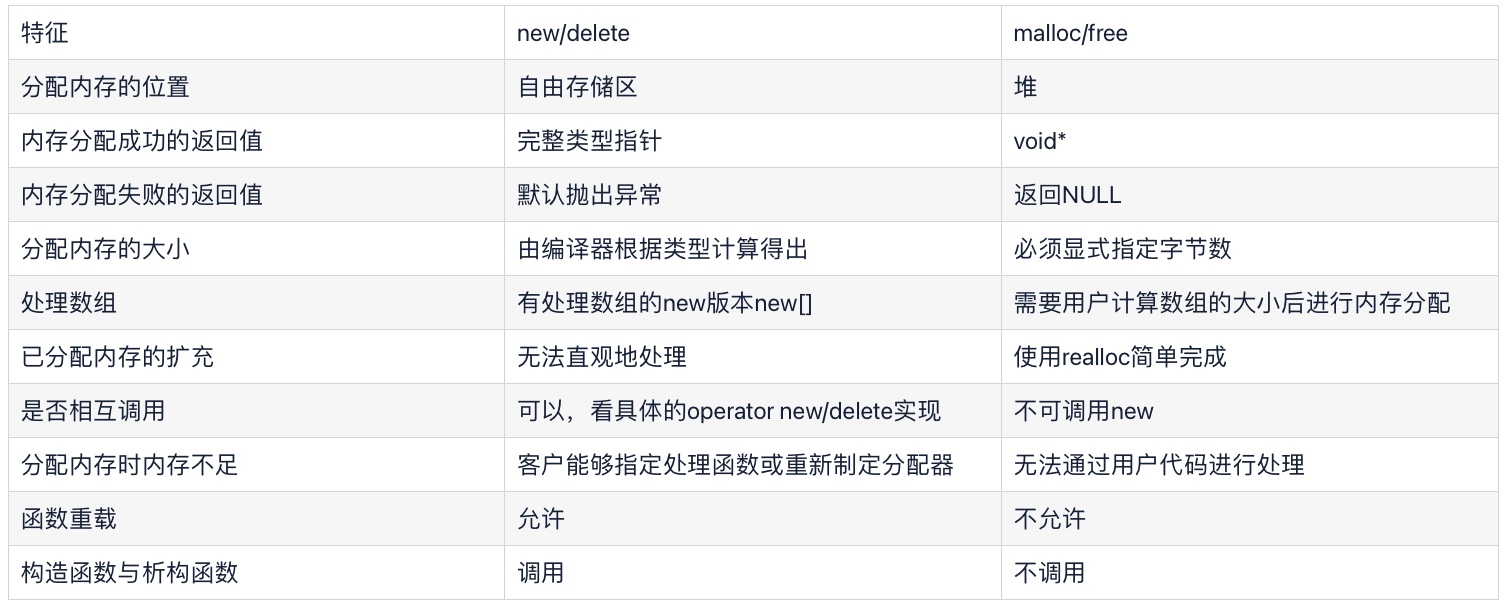 特征 new/delete malloc/free
分配内存的位置 自由存储区 堆
内存分配成功的返回值 完整类型指针 void*
内存分配失败的返回值 默认抛出异常 返回NULL
分配内存的大小 由编译器根据类型计算得出 必须显式指定字节数
处理数组 有处理数组的new版本new[] 需要用户计算数组的大小后进行内存分配
已分配内存的扩充 无法直观地处理 使用realloc简单完成
是否相互调用 可以，看具体的operator new/delete实现 不可调用new
分配内存时内存不足 客户能够指定处理函数或重新制定分配器 无法通过用户代码进行处理
函数重载 允许 不允许
构造函数与析构函数 调用 不调用